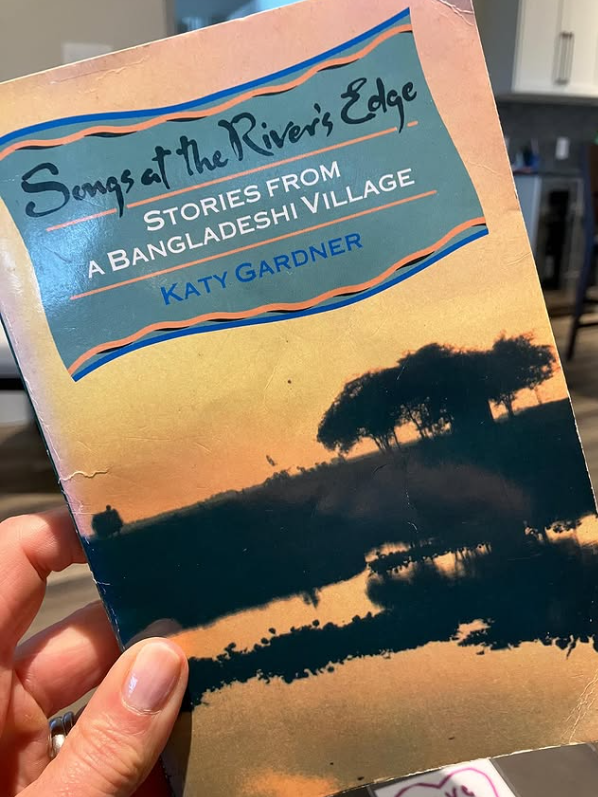 Songs at the River's Edge
STORIES FROM
A BANGLADESHI VILLAGE
KATY GARDNER